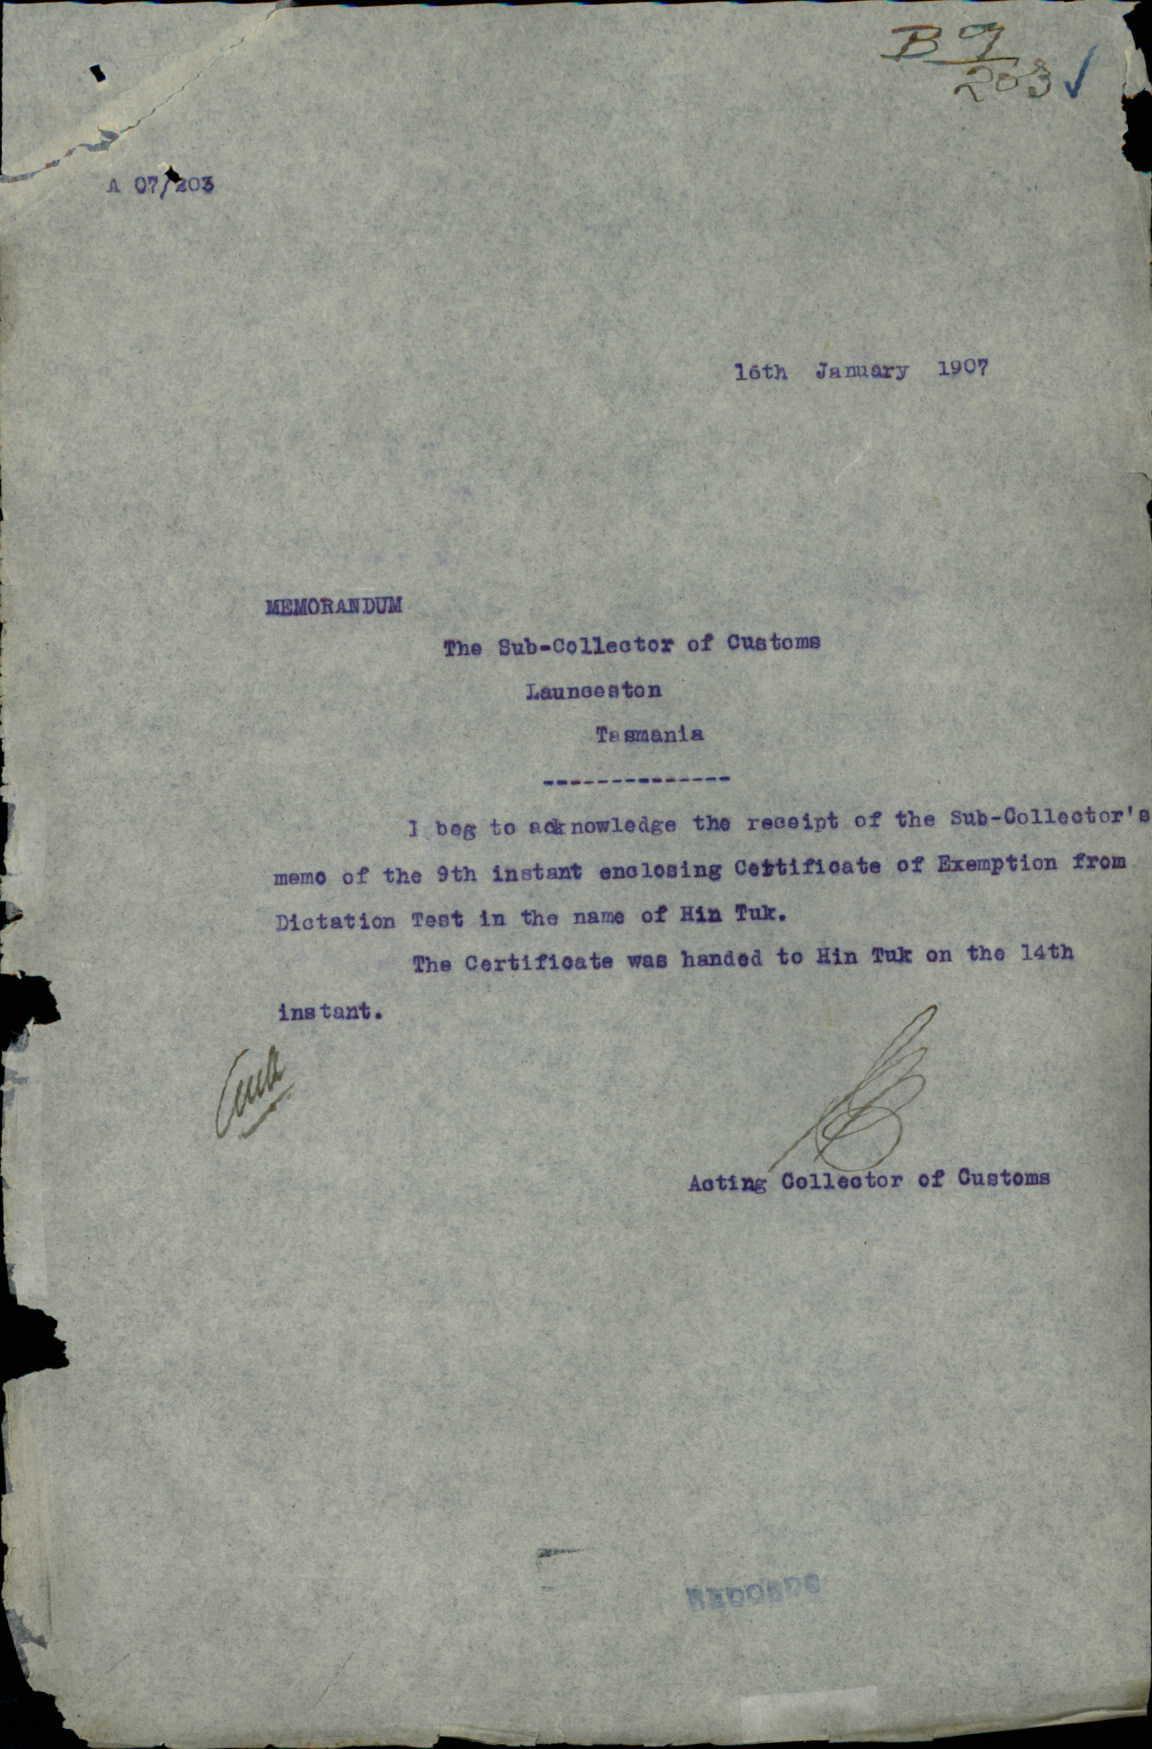 B 7
203 ✓
A 07/203
16th January 1907
MEMORANDUM
The Sub-Collector of Customs
Launceston
Tasmania
--------------
I beg to acknowledge the receipt of the Sub-Collector's
memo of the 9th instant enclosing Certificate of Exemption from
Dictation Test in the name of Hin Tuk.
The Certificate was handed to Hin Tuk on the 14th
instant.
Acting Collector of Customs
RECORDS